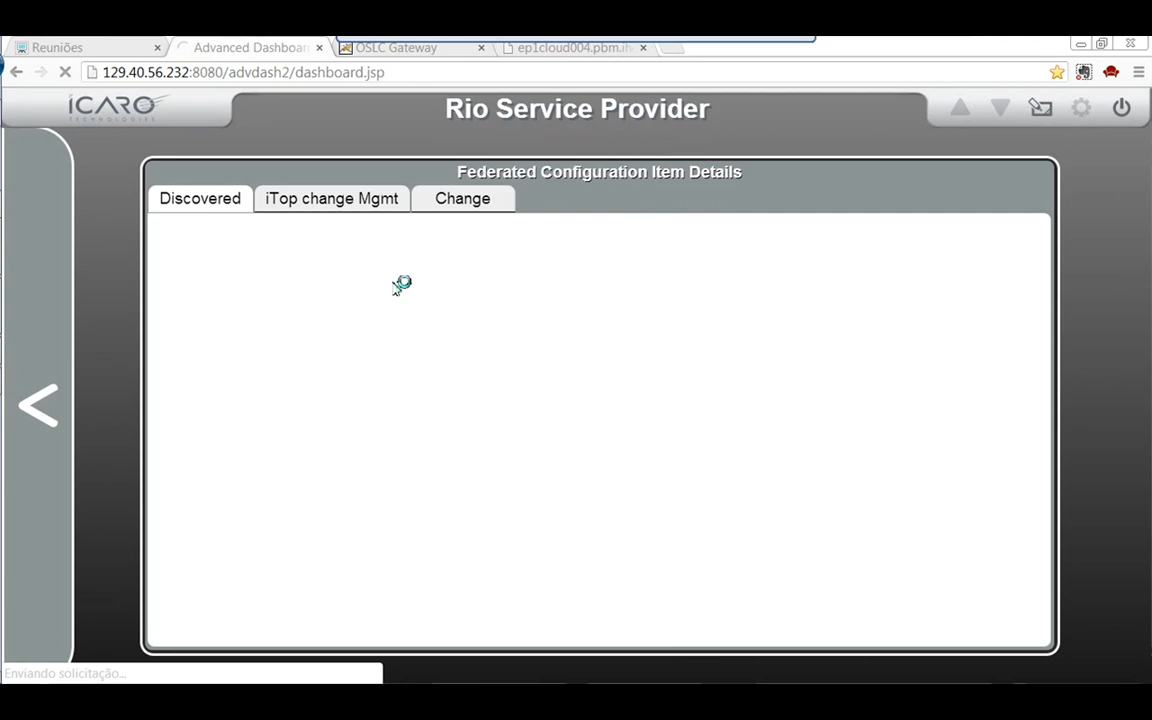 Reuniões
Advanced Dashboar
OSLC Gateway
ep1cloud004.pbm.ih
129.40.56.232:8080/advdash2/dashboard.jsp
iCARO
TECHNOLOGIES
Rio Service Provider
Federated Configuration Item Details
Discovered
iTop change Mgmt
Change
<
Enviando solicitação...